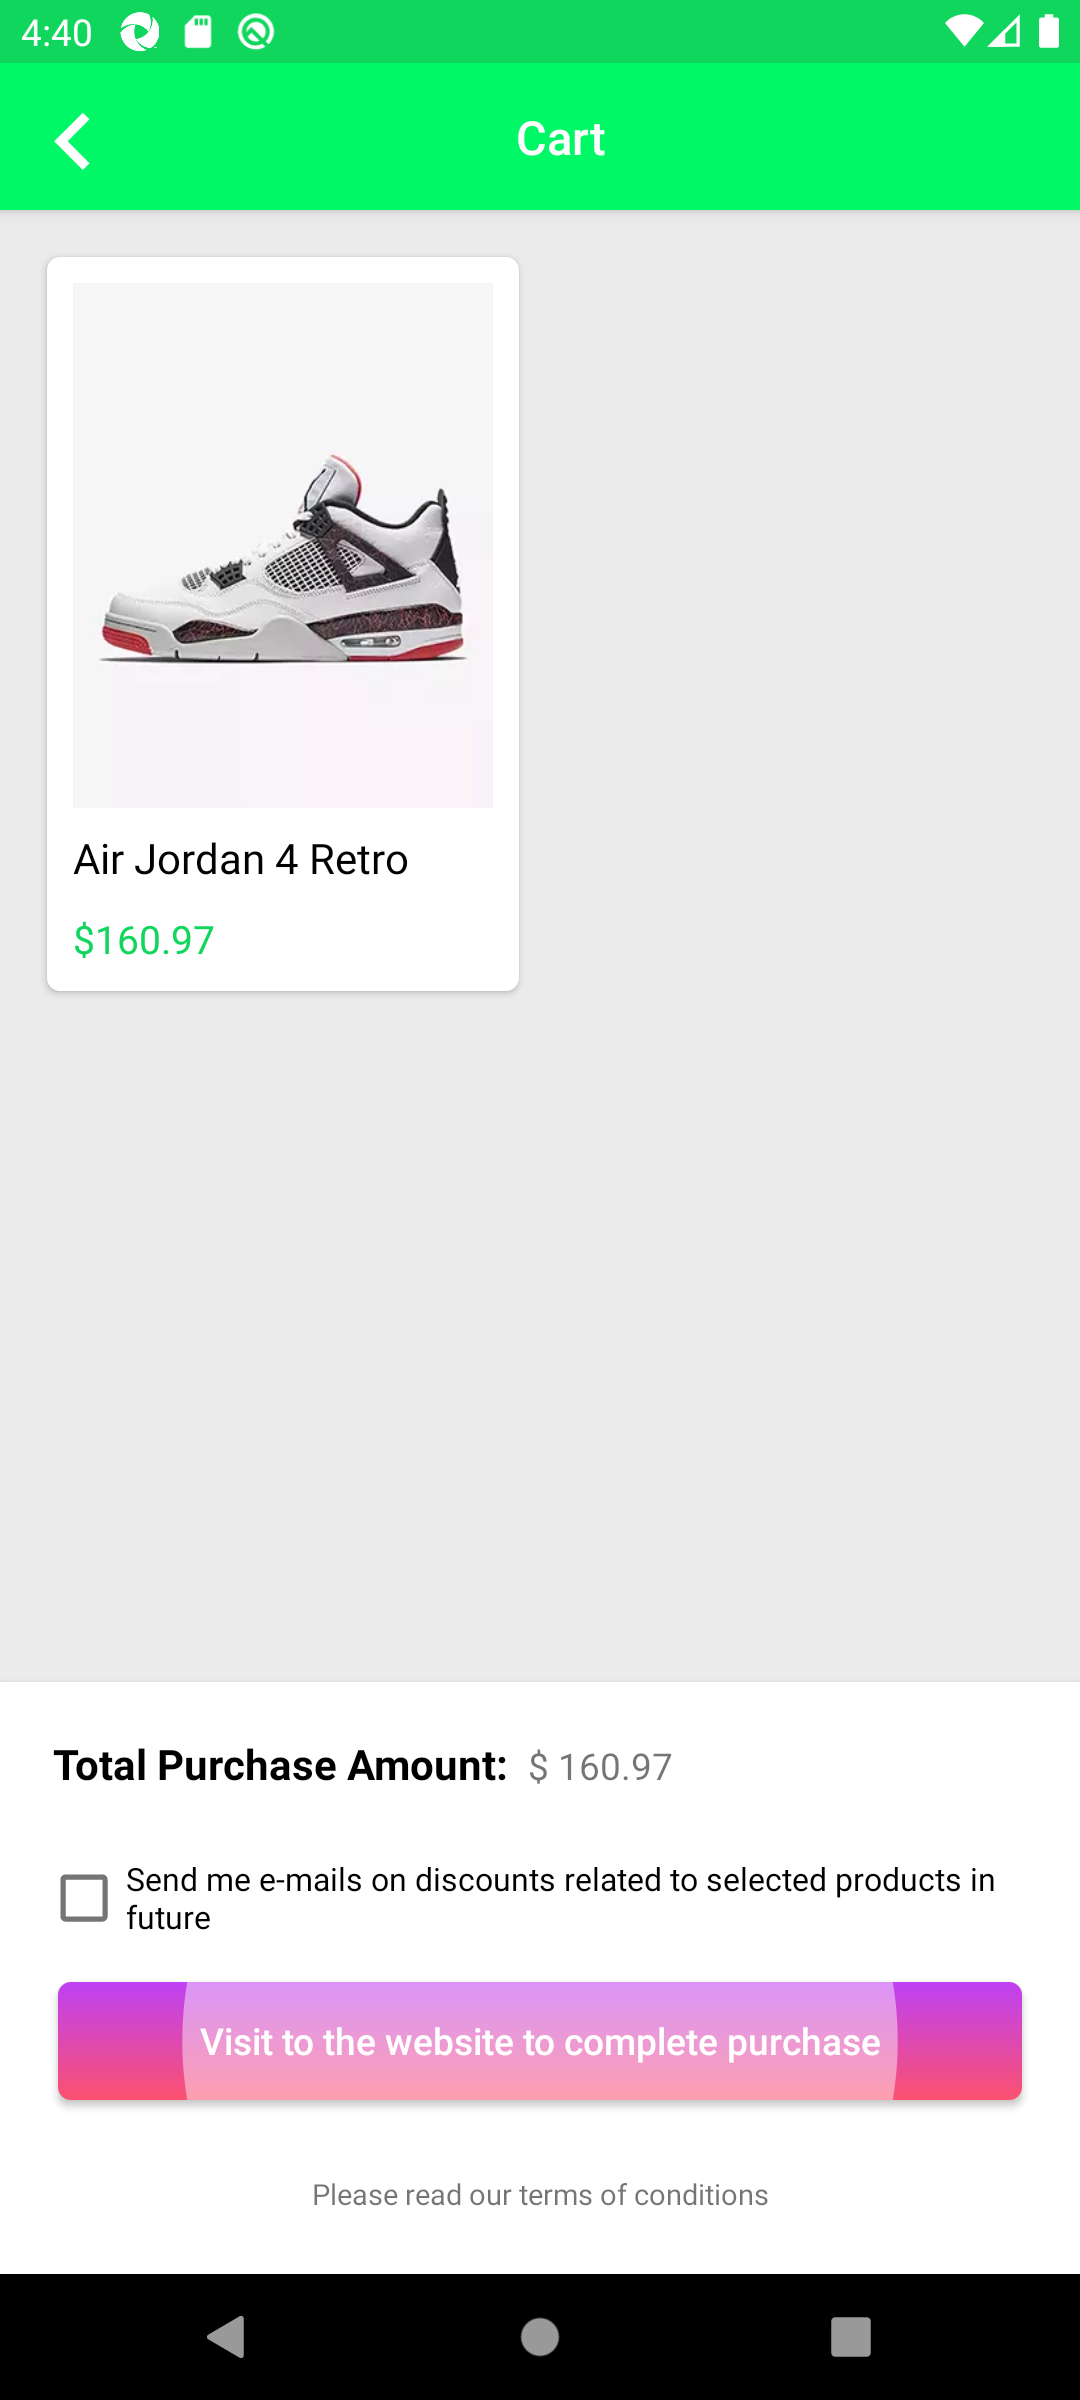 4:40
Cart
Air Jordan 4 Retro
$160.97
Total Purchase Amount: $ 160.97
Send me e-mails on discounts related to selected products in
future
Visit to the website to complete purchase
Please read our terms of conditions